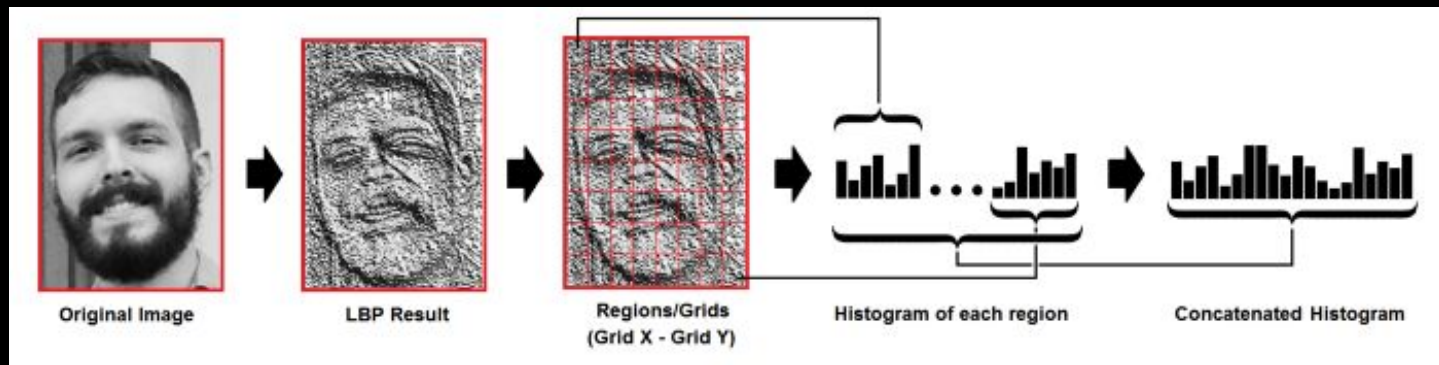 Original Image
LBP Result
Regions/Grids
(Grid X - Grid Y)
Histogram of each region
Concatenated Histogram